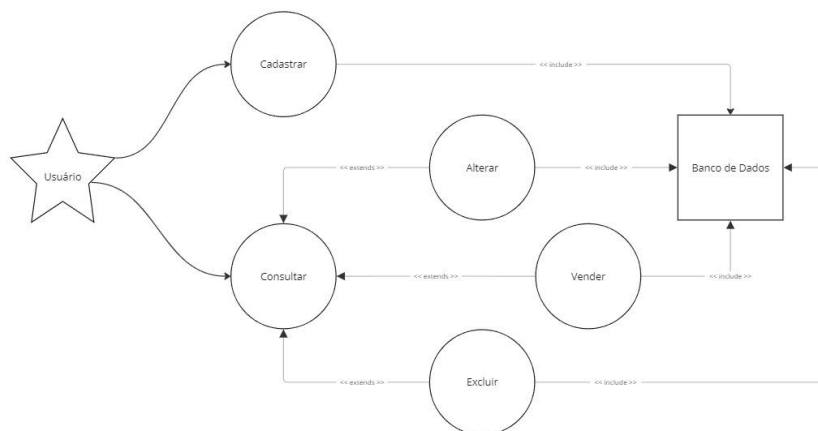 Cadastrar
<< include >>
Usuário
<< extends >>
Alterar
<< include >>
Banco de Dados
Consultar
<< extends >>
Vender
<< include >>
<< extends >>
Excluir
<< include >>